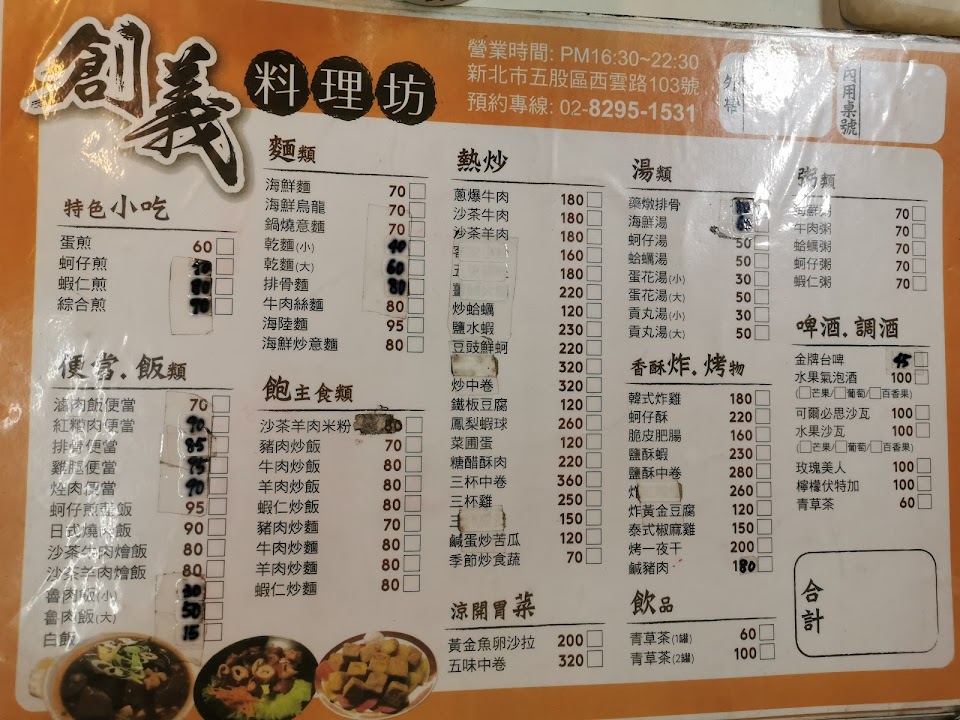 創義料理坊
營業時間: PM16:30~22:30
新北市五股區西雲路103號
預約專線: 02-8295-1531
外帶
內用桌號
特色小吃
蛋煎 60
蚵仔煎
蝦仁煎 80
綜合煎 70
便當.飯類
滷肉飯便當 70
紅糟肉便當 90
排骨便當 85
雞腿便當 75
焢肉便當 90
蚵仔煎蛋飯 95
日式燒肉飯 90
沙茶牛肉燴飯 80
沙茶羊肉燴飯 80
魯肉飯(小) 30
魯肉飯(大) 50
白飯 15
麵類
海鮮麵 70
海鮮烏龍 70
鍋燒意麵 70
乾麵(小) 40
乾麵(大) 60
排骨麵 80
牛肉絲麵 80
海陸麵 95
海鮮炒意麵 80
飽主食類
沙茶羊肉米粉 80
豬肉炒飯 70
牛肉炒飯 80
羊肉炒飯 80
蝦仁炒飯 80
豬肉炒麵 70
牛肉炒麵 80
羊肉炒麵 80
蝦仁炒麵 80
熱炒
蔥爆牛肉 180
沙茶牛肉 180
沙茶羊肉 180
160
五 180
220
炒蛤蠣 120
鹽水蝦 230
豆豉鮮蚵 220
320
炒中卷 320
鐵板豆腐 120
鳳梨蝦球 260
菜圃蛋 120
糖醋酥肉 220
三杯中卷 360
三杯雞 250
三 150
鹹蛋炒苦瓜 120
季節炒食蔬 70
涼開胃菜
黃金魚卵沙拉 200
五味中卷 320
湯類
藥燉排骨
海鮮湯
蚵仔湯 50
蛤蠣湯 50
蛋花湯(小) 30
蛋花湯(大) 50
貢丸湯(小) 30
貢丸湯(大) 50
香酥炸.烤物
韓式炸雞 180
蚵仔酥 220
脆皮肥腸 160
鹽酥蝦 230
鹽酥中卷 280
炸 260
炸黃金豆腐 120
泰式椒麻雞 150
烤一夜干 200
鹹豬肉 180
飲品
青草茶(1罐) 60
青草茶(2罐) 100
粥類
海鮮粥 70
牛肉粥 70
蛤蠣粥 70
蚵仔粥 70
蝦仁粥 70
啤酒.調酒
金牌台啤 45
水果氣泡酒 100
(□芒果/□葡萄/□百香果)
可爾必思沙瓦 100
水果沙瓦 100
(□芒果/□葡萄/□百香果)
玫瑰美人 100
檸檬伏特加 100
青草茶 60
合計